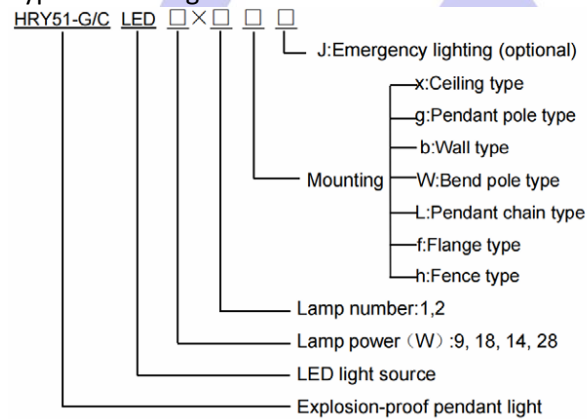 HRY51-G/C LED □×□ □ □
J:Emergency lighting (optional)
x:Ceiling type
g:Pendant pole type
b:Wall type
Mounting
W:Bend pole type
L:Pendant chain type
f:Flange type
h:Fence type
Lamp number:1,2
Lamp power（W）:9, 18, 14, 28
LED light source
Explosion-proof pendant light